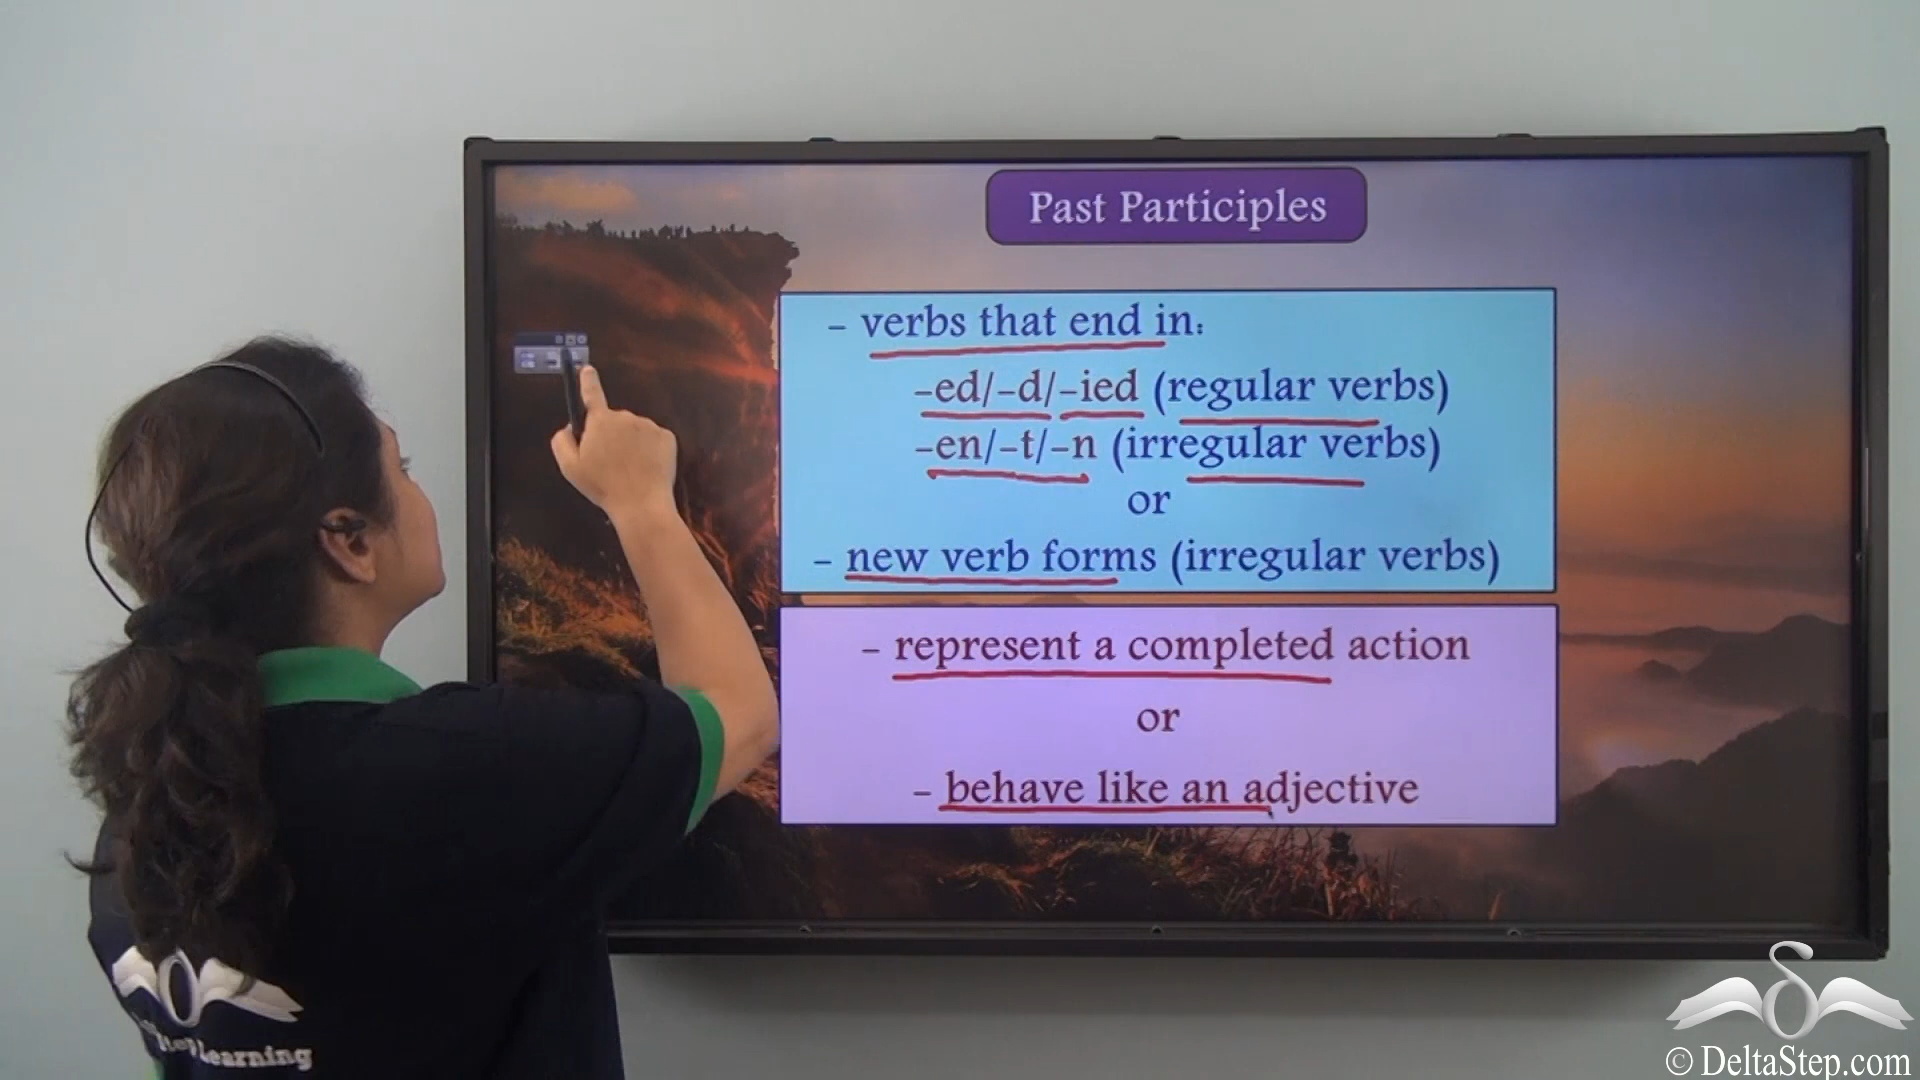 Past Participles
- verbs that end in:
-ed/-d/-ied (regular verbs)
-en/-t/-n (irregular verbs)
or
- new verb forms (irregular verbs)
- represent a completed action
or
- behave like an adjective
Learning
© DeltaStep.com